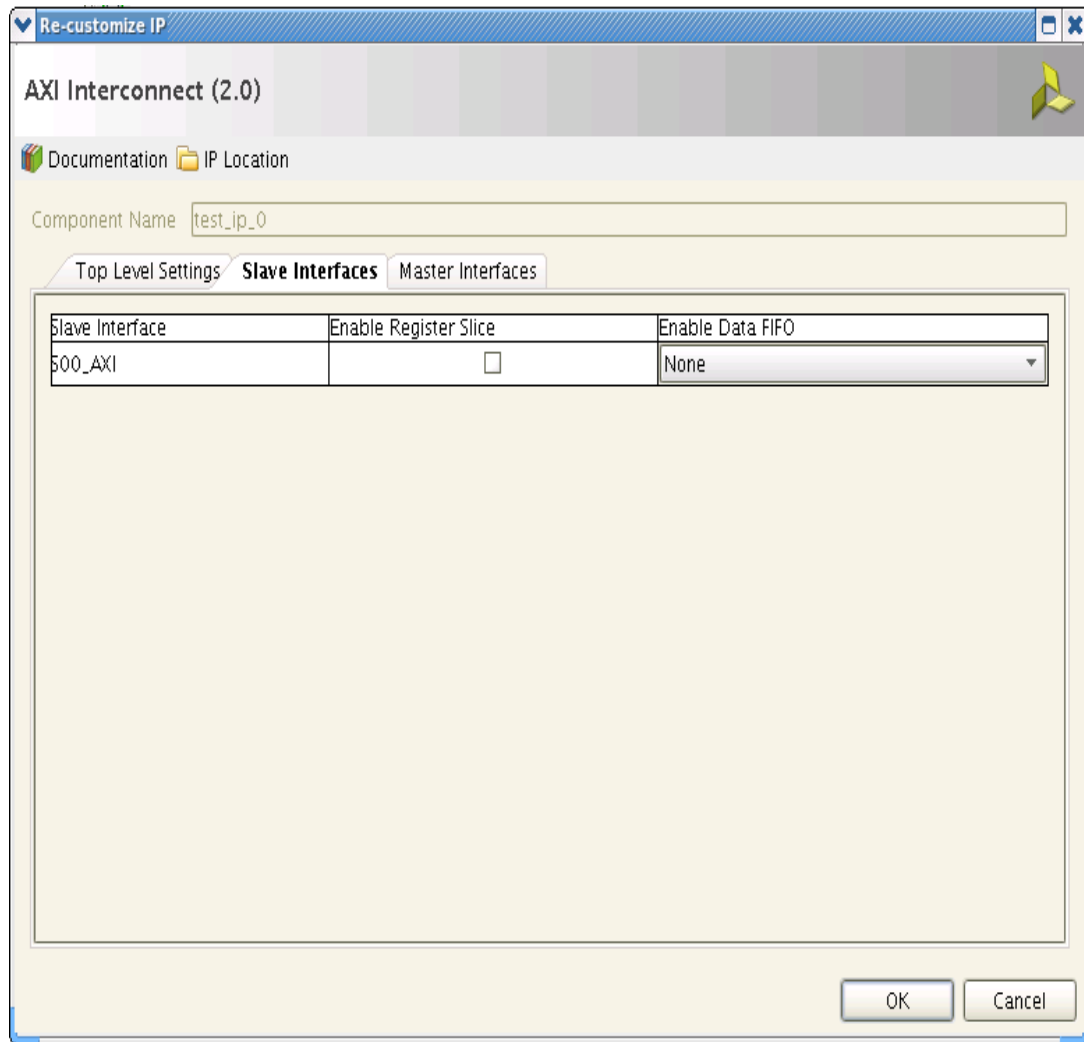 Re-customize IP
AXI Interconnect (2.0)
Documentation IP Location
Component Name test_ip_0
Top Level Settings Slave Interfaces Master Interfaces
Slave Interface Enable Register Slice Enable Data FIFO
S00_AXI None
OK Cancel